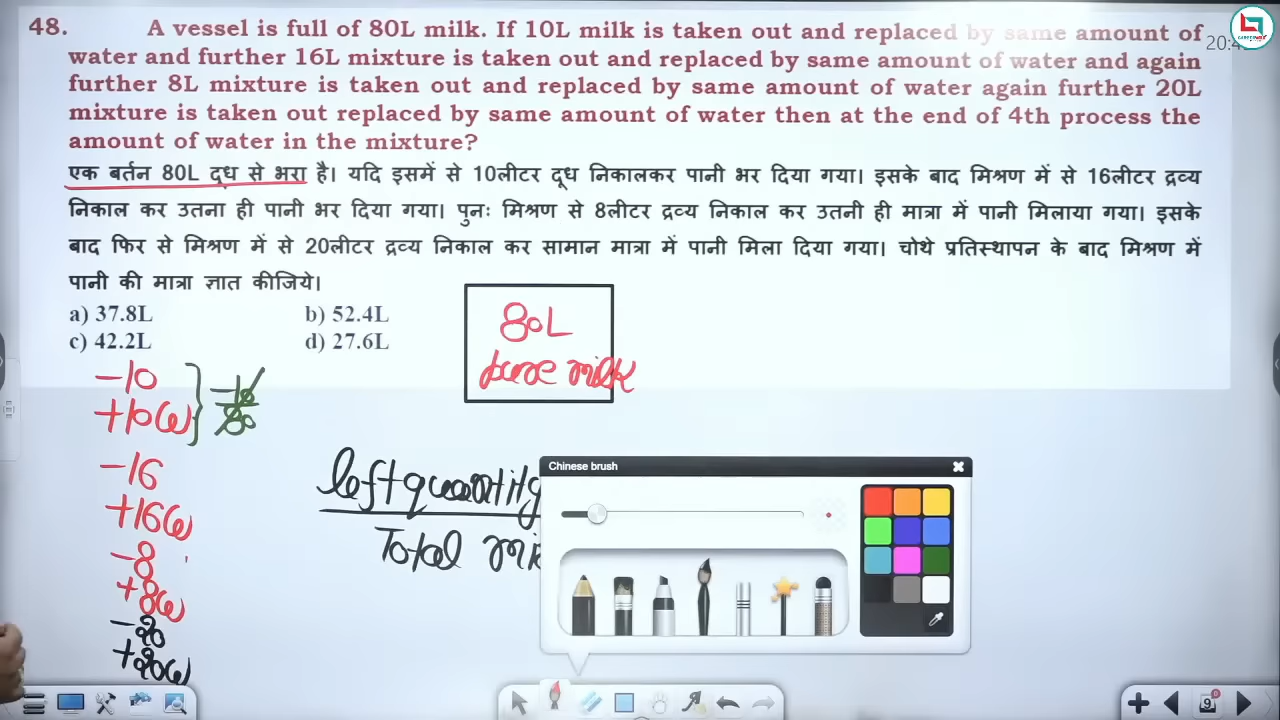 48. A vessel is full of 80L milk. If 10L milk is taken out and replaced by same amount of
water and further 16L mixture is taken out and replaced by same amount of water and again
further 8L mixture is taken out and replaced by same amount of water again further 20L
mixture is taken out replaced by same amount of water then at the end of 4th process the
amount of water in the mixture?
एक बर्तन 80L दूध से भरा है। यदि इसमें से 10लीटर दूध निकालकर पानी भर दिया गया। इसके बाद मिश्रण में से 16लीटर द्रव्य
निकाल कर उतना ही पानी भर दिया गया। पुनः मिश्रण से 8लीटर द्रव्य निकाल कर उतनी ही मात्रा में पानी मिलाया गया। इसके
बाद फिर से मिश्रण में से 20लीटर द्रव्य निकाल कर सामान मात्रा में पानी मिला दिया गया। चोथे प्रतिस्थापन के बाद मिश्रण में
पानी की मात्रा ज्ञात कीजिये।
a) 37.8L b) 52.4L
c) 42.2L d) 27.6L
80L
pure milk
-10
+10w
-10
80
-16
+16w
-8
+8w
-20
+20w
left quantity
Total
Chinese brush
9